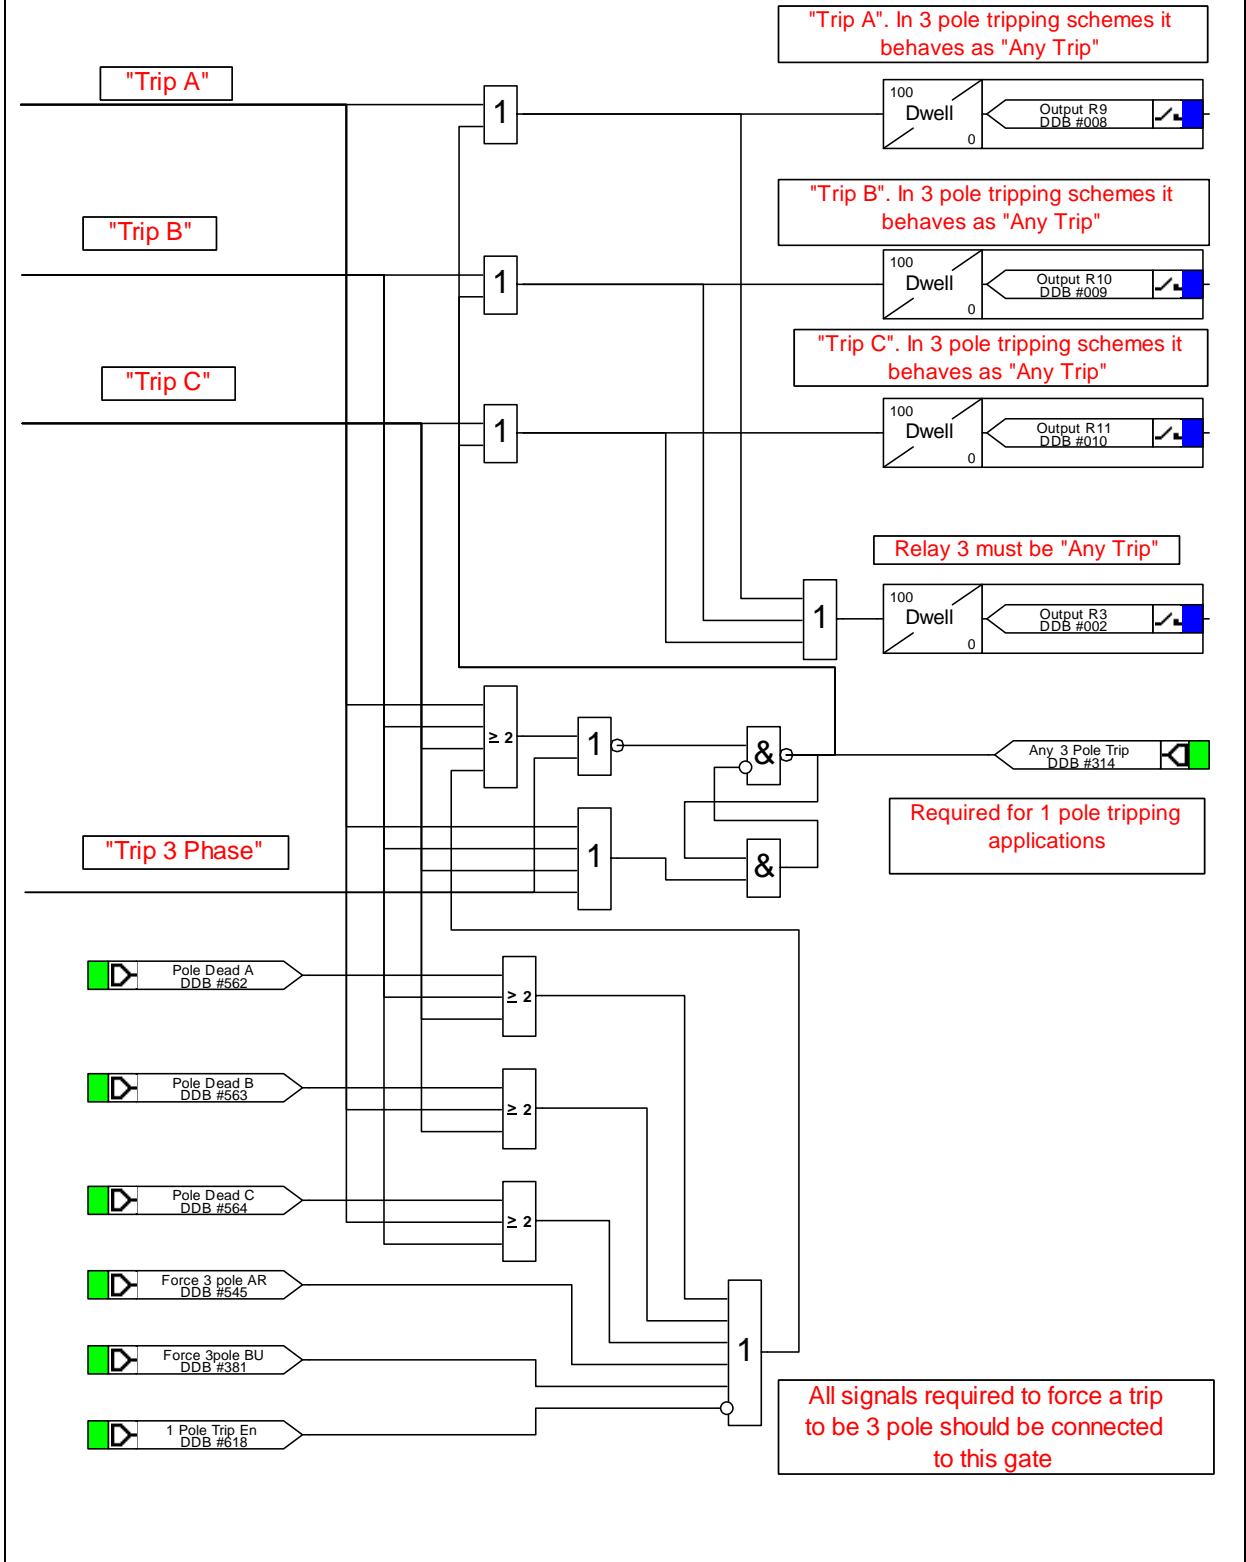 "Trip A". In 3 pole tripping schemes it
behaves as "Any Trip"
"Trip A"
1
100
Dwell
0
Output R9
DDB #008
"Trip B". In 3 pole tripping schemes it
behaves as "Any Trip"
"Trip B"
1
100
Dwell
0
Output R10
DDB #009
"Trip C". In 3 pole tripping schemes it
behaves as "Any Trip"
"Trip C"
1
100
Dwell
0
Output R11
DDB #010
Relay 3 must be "Any Trip"
1
100
Dwell
0
Output R3
DDB #002
≥ 2
1
&
Any 3 Pole Trip
DDB #314
Required for 1 pole tripping
applications
"Trip 3 Phase"
1
&
Pole Dead A
DDB #562
≥ 2
Pole Dead B
DDB #563
≥ 2
Pole Dead C
DDB #564
≥ 2
Force 3 pole AR
DDB #545
Force 3pole BU
DDB #381
1
1 Pole Trip En
DDB #618
All signals required to force a trip
to be 3 pole should be connected
to this gate